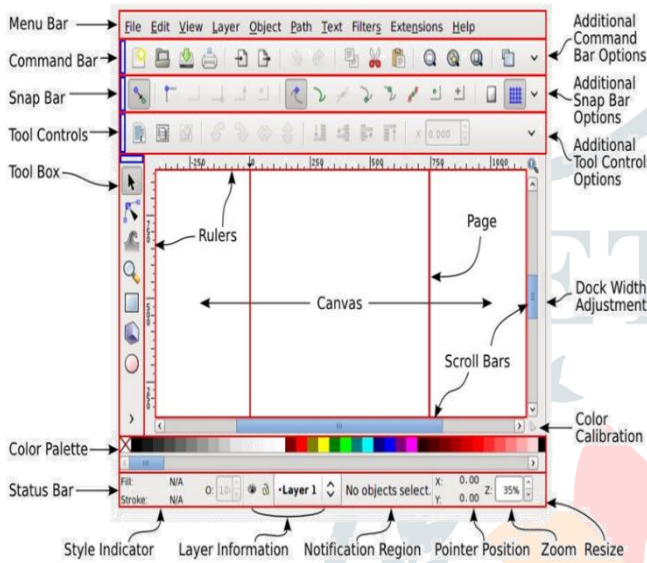 Menu Bar
File Edit View Layer Object Path Text Filters Extensions Help
Additional
Command
Bar Options
Command Bar
Snap Bar
Additional
Snap Bar
Options
Tool Controls
X 0.000
Additional
Tool Control
Options
Tool Box
-250 0 250 500 750 1000
Rulers
Page
Canvas
Dock Width
Adjustment
Scroll Bars
Color
Calibration
Color Palette
Status Bar
Fill: N/A
Stroke: N/A
O:
•Layer 1
No objects select.
X: 0.00
Y: 0.00
Z: 35%
Style Indicator Layer Information Notification Region Pointer Position Zoom Resize